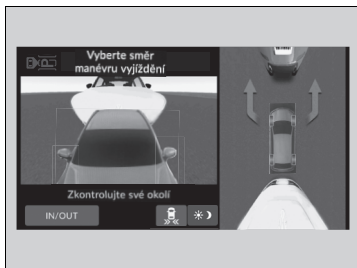 Vyberte směr
manévru vyjíždění
Zkontrolujte své okolí
IN/OUT